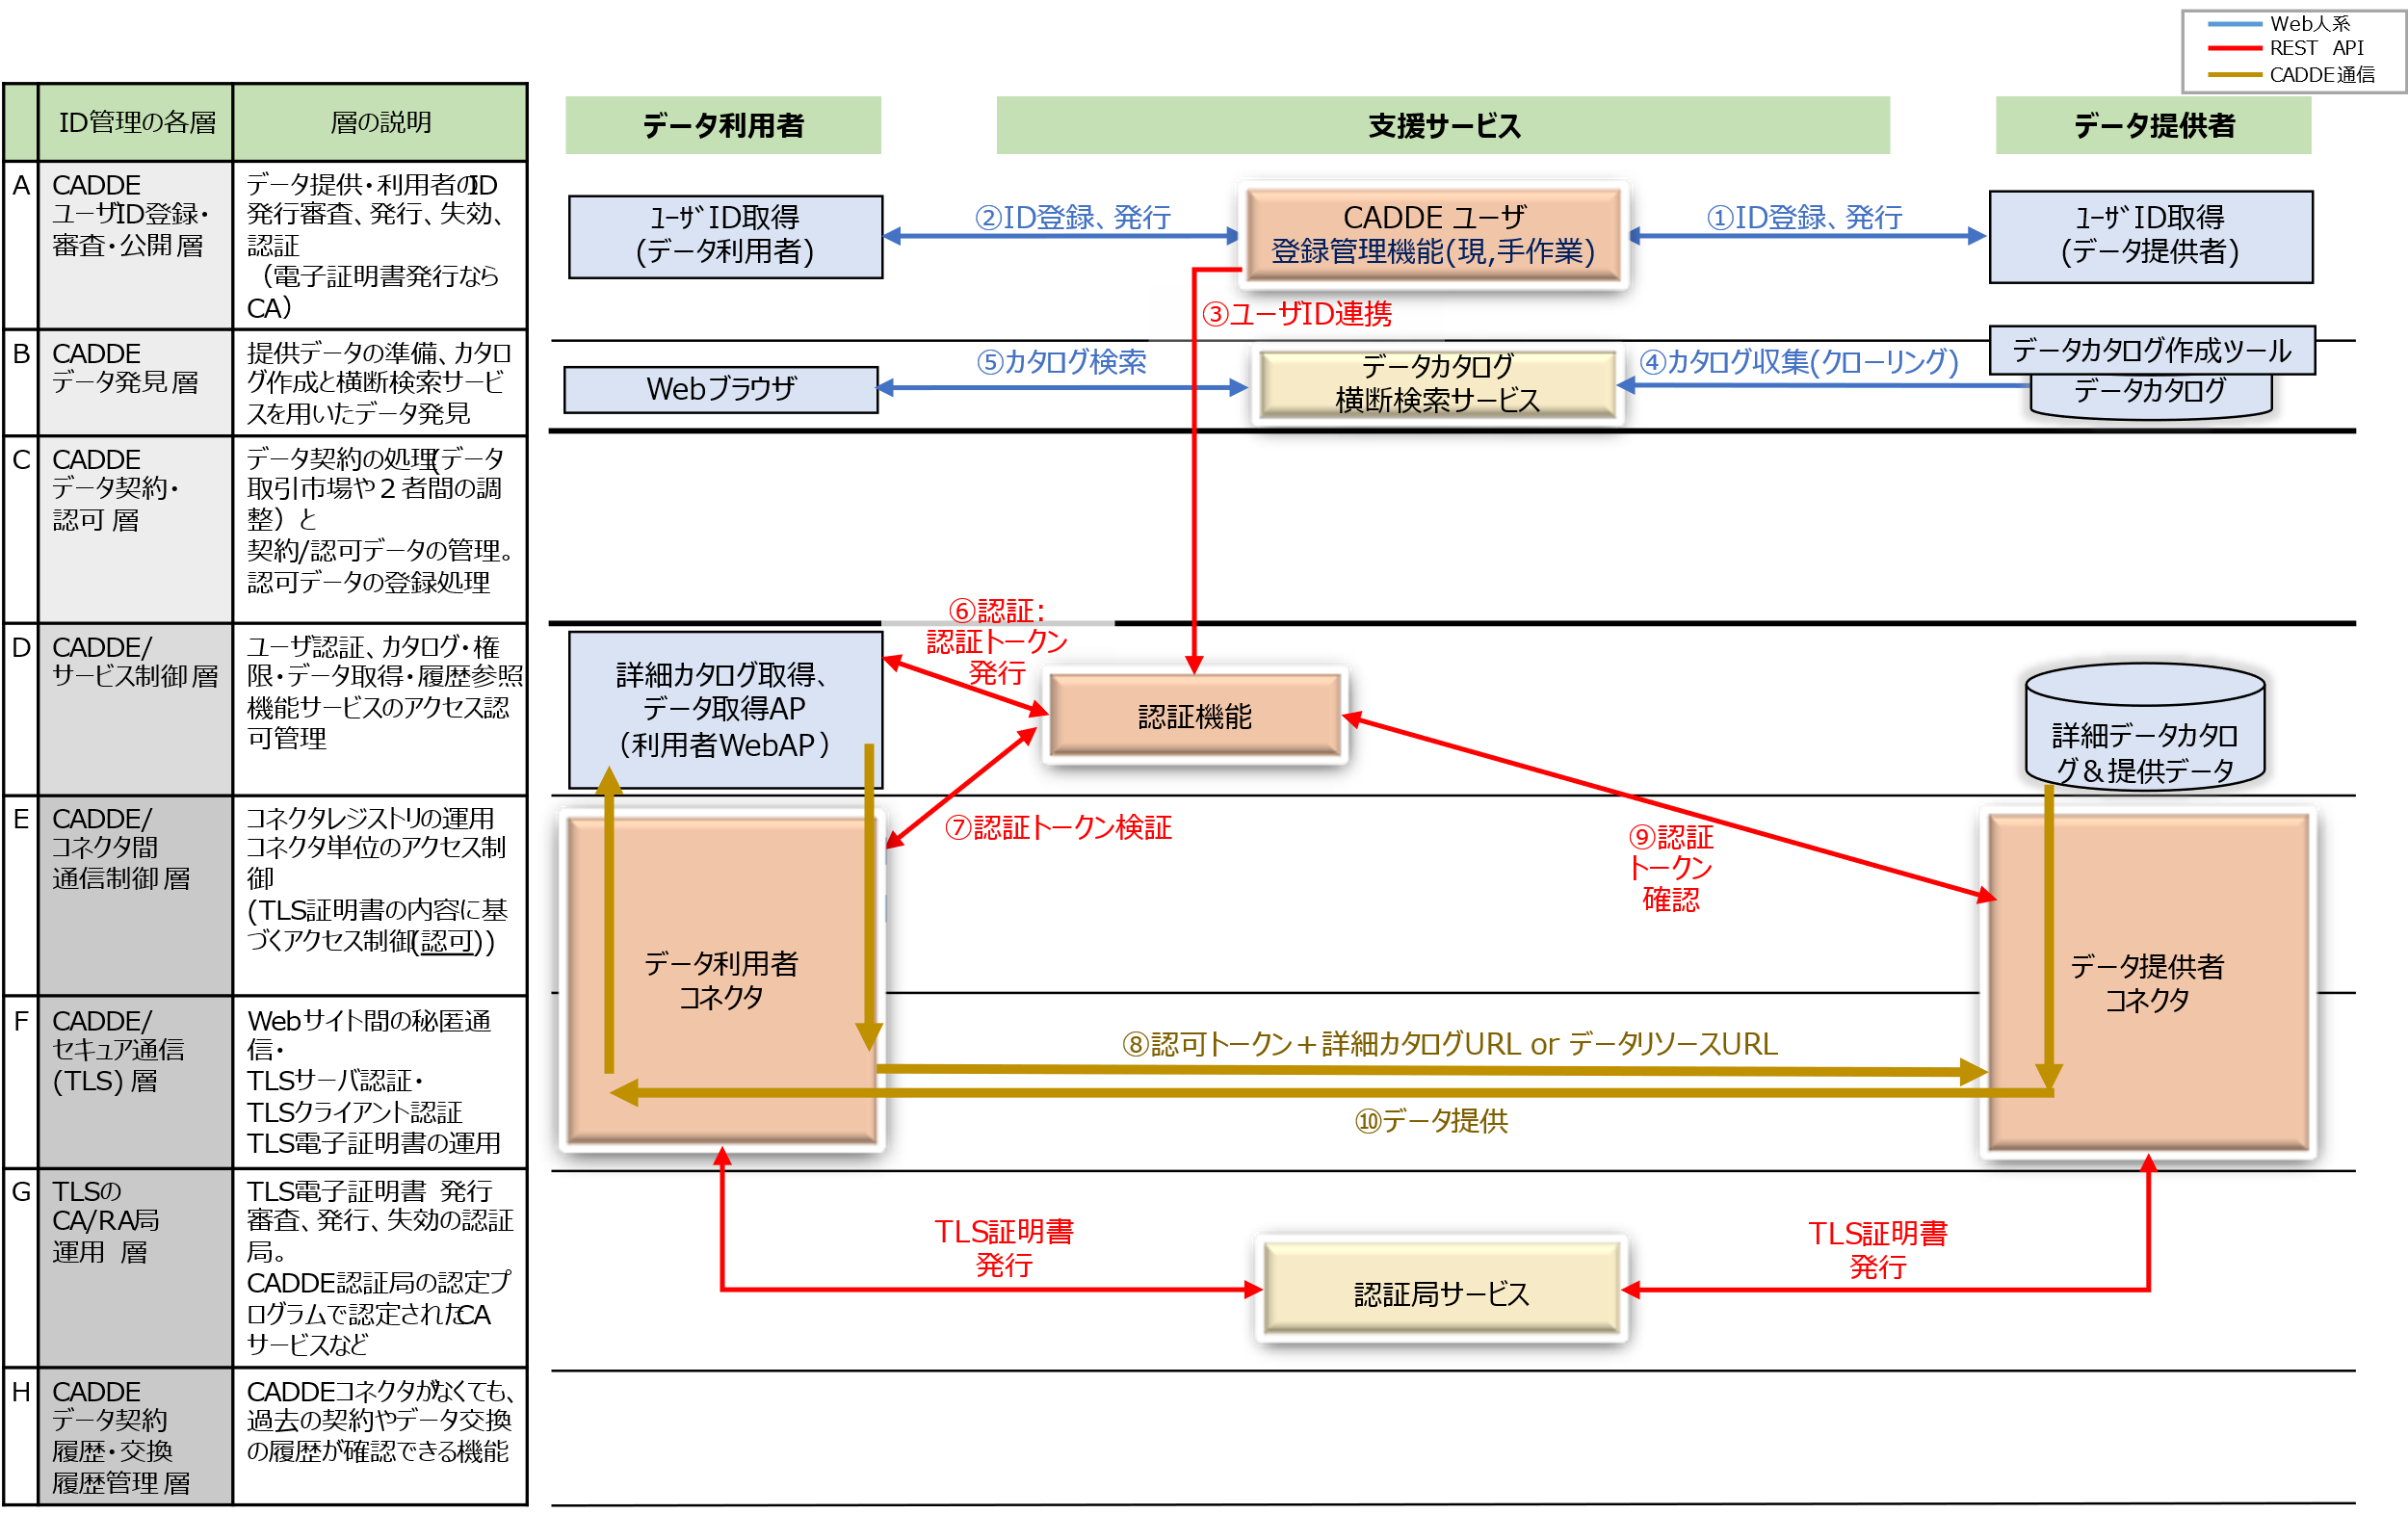 Web人系
REST API
CADDE通信
ID管理の各層
層の説明
データ利用者
支援サービス
データ提供者
A
CADDE
ユーザID登録・
審査・公開 層
データ提供・利用者のID
発行審査、発行、失効、
認証
（電子証明書発行なら
CA）
ﾕｰｻﾞID取得
(データ利用者)
②ID登録、発行
CADDE ユーザ
登録管理機能(現,手作業)
①ID登録、発行
ﾕｰｻﾞID取得
(データ提供者)
③ユーザID連携
B
CADDE
データ発見 層
提供データの準備、カタロ
グ作成と横断検索サービ
スを用いたデータ発見
Webブラウザ
⑤カタログ検索
データカタログ
横断検索サービス
④カタログ収集(クローリング)
データカタログ作成ツール
データカタログ
C
CADDE
データ契約・
認可 層
データ契約の処理(データ
取引市場や２者間の調
整）と
契約/認可データの管理。
認可データの登録処理
D
CADDE/
サービス制御 層
ユーザ認証、カタログ・権
限・データ取得・履歴参照
機能サービスのアクセス認
可管理
詳細カタログ取得、
データ取得AP
（利用者WebAP）
⑥認証：
認証トークン
発行
認証機能
詳細データカタロ
グ＆提供データ
E
CADDE/
コネクタ間
通信制御 層
コネクタレジストリの運用
コネクタ単位のアクセス制
御
(TLS証明書の内容に基
づくアクセス制御(認可))
⑦認証トークン検証
⑨認証
トークン
確認
データ利用者
コネクタ
データ提供者
コネクタ
F
CADDE/
セキュア通信
(TLS) 層
Webサイト間の秘匿通
信・
TLSサーバ認証・
TLSクライアント認証
TLS電子証明書の運用
⑧認可トークン＋詳細カタログURL or データリソースURL
⑩データ提供
G
TLSの
CA/RA局
運用 層
TLS電子証明書 発行
審査、発行、失効の認証
局。
CADDE認証局の認定プ
ログラムで認定されたCA
サービスなど
TLS証明書
発行
認証局サービス
TLS証明書
発行
H
CADDE
データ契約
履歴・交換
履歴管理 層
CADDEコネクタがなくても、
過去の契約やデータ交換
の履歴が確認できる機能